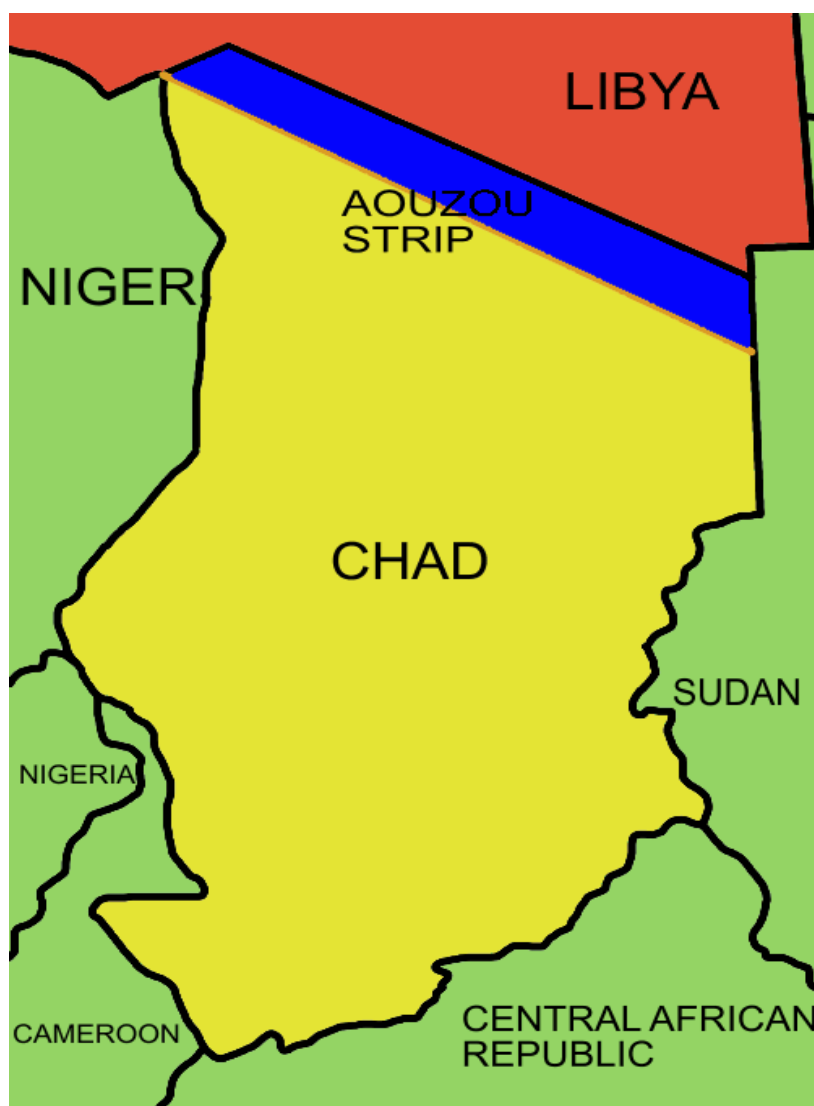 LIBYA
AOUZOU
STRIP
NIGER
CHAD
SUDAN
NIGERIA
CAMEROON
CENTRAL AFRICAN
REPUBLIC